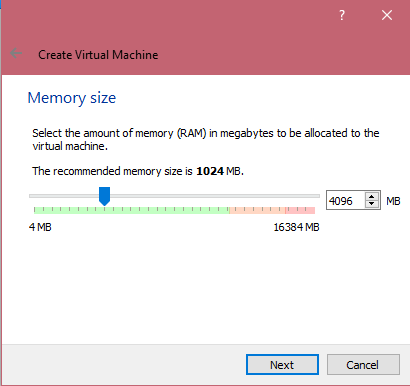 ?
Create Virtual Machine
Memory size
Select the amount of memory (RAM) in megabytes to be allocated to the
virtual machine.
The recommended memory size is 1024 MB.
4096 MB
4 MB 16384 MB
Next Cancel